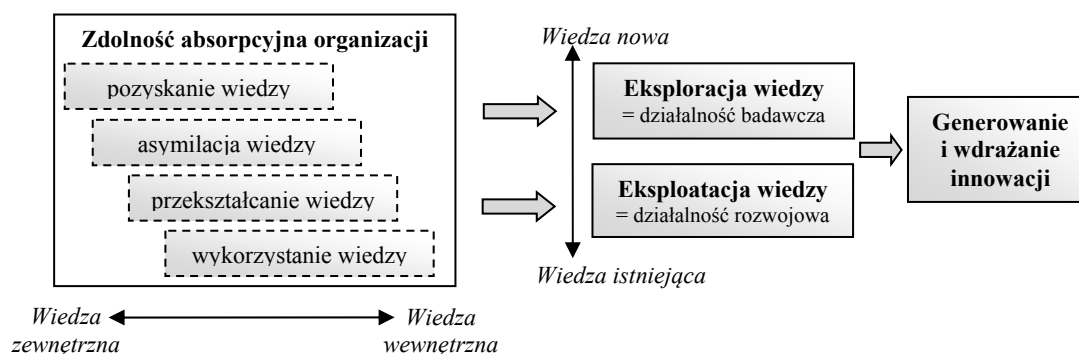 Zdolność absorpcyjna organizacji
pozyskanie wiedzy
asymilacja wiedzy
przekształcanie wiedzy
wykorzystanie wiedzy
Wiedza
zewnętrzna
Wiedza
wewnętrzna
Wiedza nowa
Eksploracja wiedzy
= działalność badawcza
Eksploatacja wiedzy
= działalność rozwojowa
Wiedza istniejąca
Generowanie
i wdrażanie
innowacji